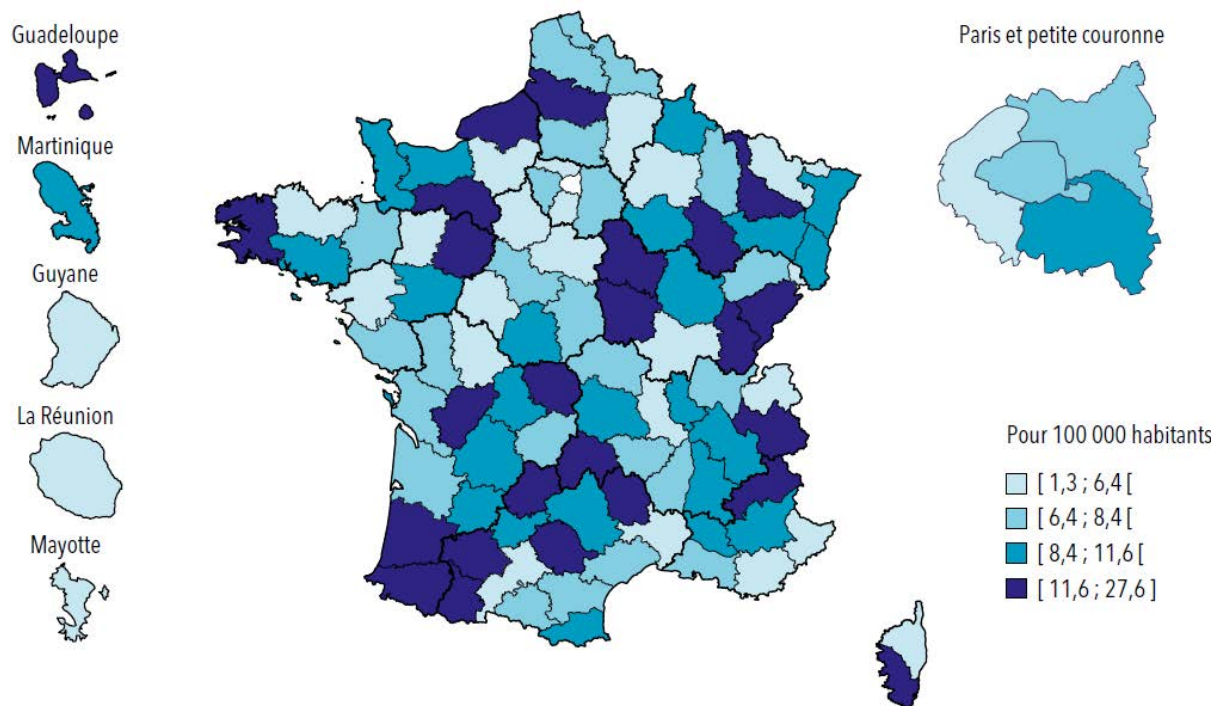 Guadeloupe
Martinique
Guyane
La Réunion
Mayotte
Paris et petite couronne
Pour 100 000 habitants
[ 1,3 ; 6,4 [
[ 6,4 ; 8,4 [
[ 8,4 ; 11,6 [
[ 11,6 ; 27,6 ]